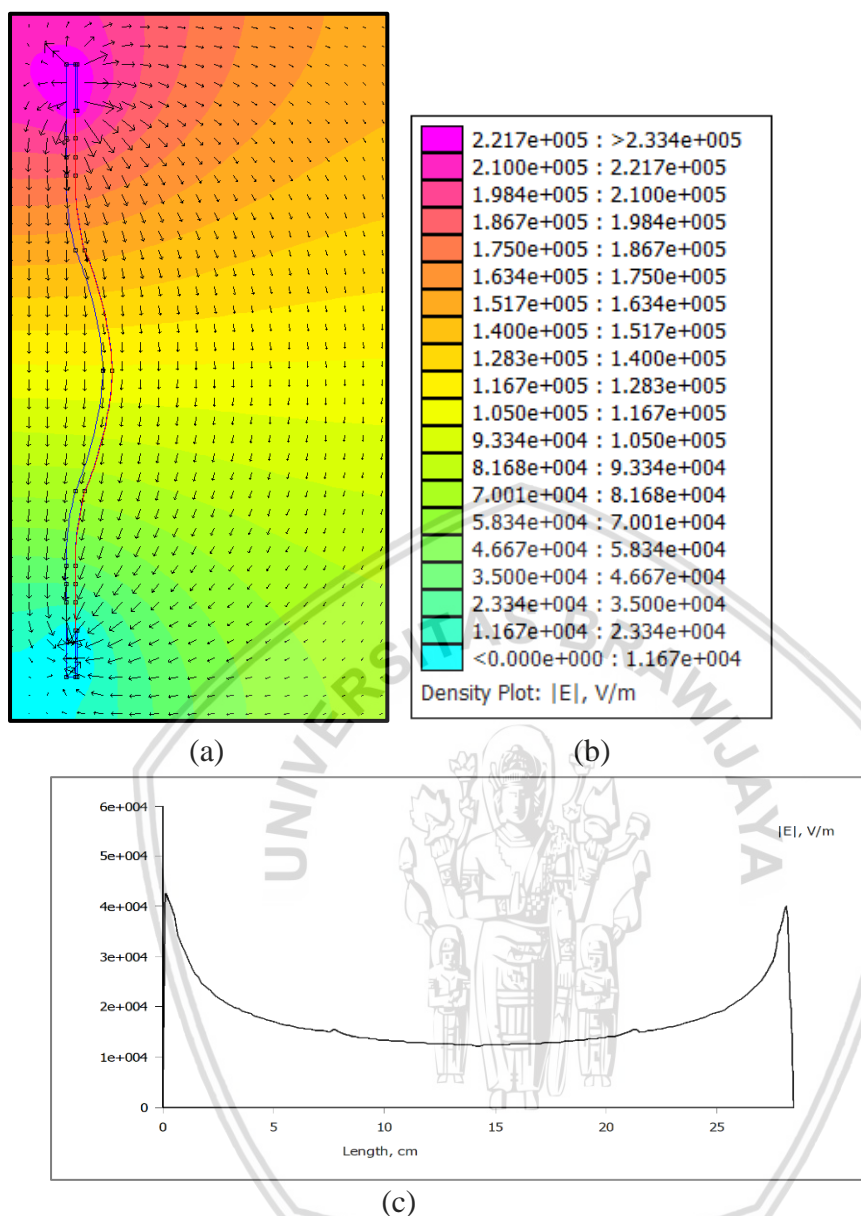 2.217e+005 : >2.334e+005
2.100e+005 : 2.217e+005
1.984e+005 : 2.100e+005
1.867e+005 : 1.984e+005
1.750e+005 : 1.867e+005
1.634e+005 : 1.750e+005
1.517e+005 : 1.634e+005
1.400e+005 : 1.517e+005
1.283e+005 : 1.400e+005
1.167e+005 : 1.283e+005
1.050e+005 : 1.167e+005
9.334e+004 : 1.050e+005
8.168e+004 : 9.334e+004
7.001e+004 : 8.168e+004
5.834e+004 : 7.001e+004
4.667e+004 : 5.834e+004
3.500e+004 : 4.667e+004
2.334e+004 : 3.500e+004
1.167e+004 : 2.334e+004
<0.000e+000 : 1.167e+004
Density Plot: |E|, V/m
(a)
(b)
UNIVERSITAS BRAWIJAYA
6e+004
5e+004
4e+004
3e+004
2e+004
1e+004
0
|E|, V/m
0 5 10 15 20 25
Length, cm
(c)